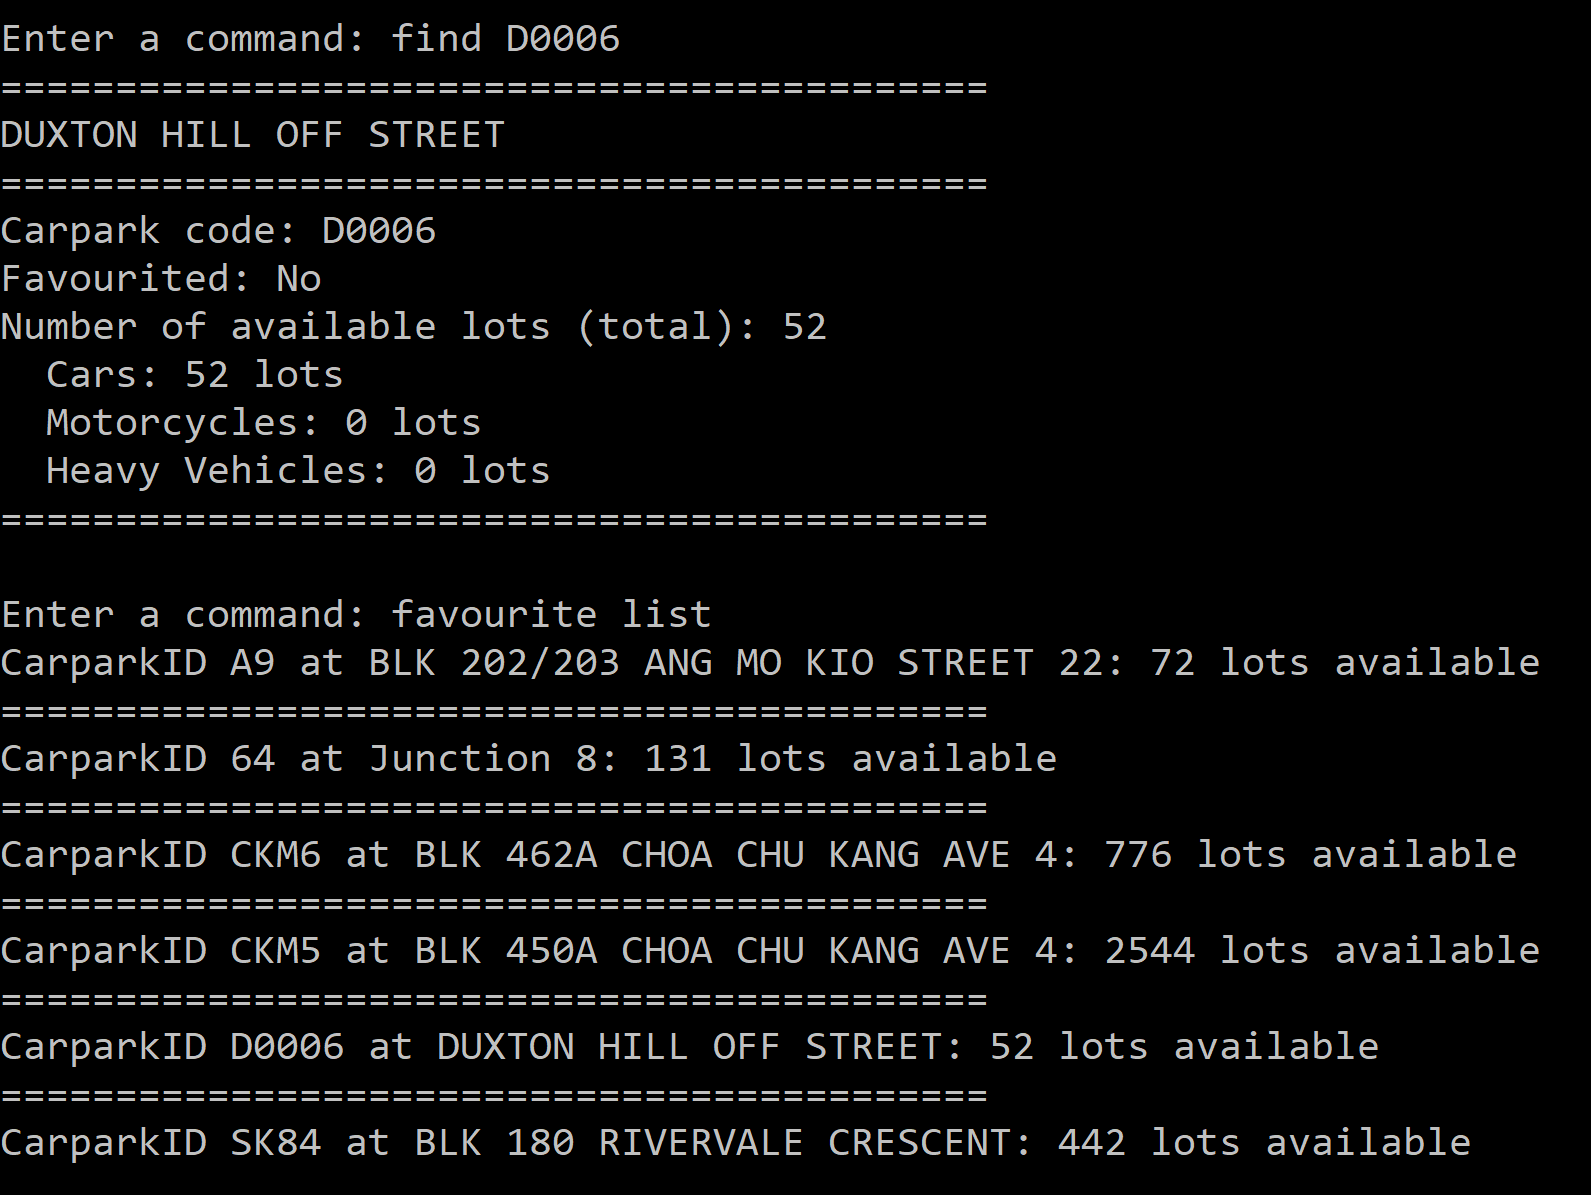 Enter a command: find D0006
===========================================
DUXTON HILL OFF STREET
===========================================
Carpark code: D0006
Favourited: No
Number of available lots (total): 52
  Cars: 52 lots
  Motorcycles: 0 lots
  Heavy Vehicles: 0 lots
===========================================

Enter a command: favourite list
CarparkID A9 at BLK 202/203 ANG MO KIO STREET 22: 72 lots available
===========================================
CarparkID 64 at Junction 8: 131 lots available
===========================================
CarparkID CKM6 at BLK 462A CHOA CHU KANG AVE 4: 776 lots available
===========================================
CarparkID CKM5 at BLK 450A CHOA CHU KANG AVE 4: 2544 lots available
===========================================
CarparkID D0006 at DUXTON HILL OFF STREET: 52 lots available
===========================================
CarparkID SK84 at BLK 180 RIVERVALE CRESCENT: 442 lots available